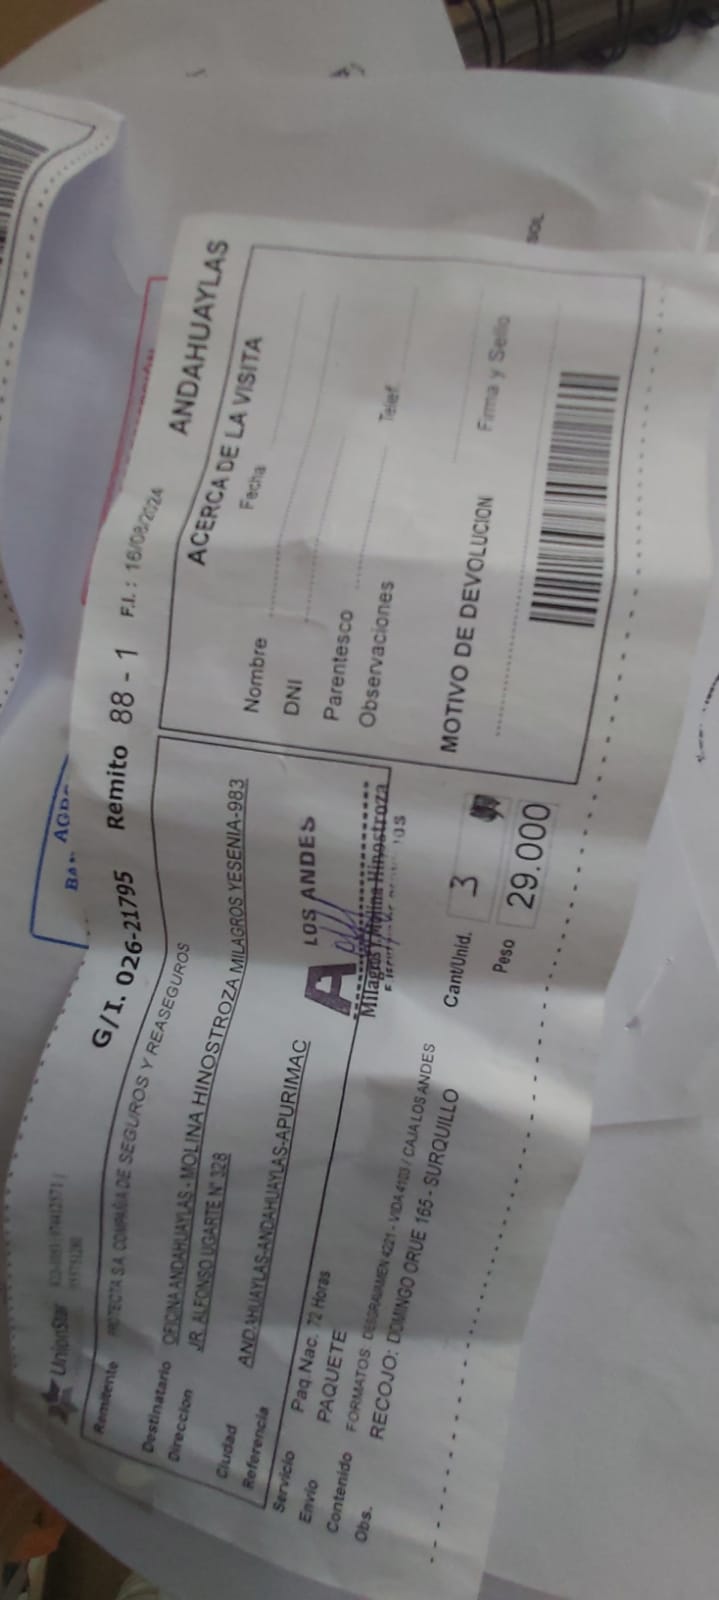 UnionStar
G/I. 026-21795 Remito 88 - 1 F.I. : 16/08/2024 ANDAHUAYLAS
Remitente PROTECTA S.A. COMPAÑIA DE SEGUROS Y REASEGUROS
Destinatario OFICINA ANDAHUAYLAS - MOLINA HINOSTROZA MILAGROS YESENIA-983
Direccion JR. ALFONSO UGARTE N° 328
Ciudad ANDAHUAYLAS-ANDAHUAYLAS-APURIMAC
Referencia
Servicio Paq.Nac. 72 Horas
Envio PAQUETE
Contenido FORMATOS: DESGRAVAMEN 4221 - VIDA 4103 / CAJA LOS ANDES
Obs. RECOJO: DOMINGO ORUE 165 - SURQUILLO
A LOS ANDES
Milagros Y. Molina Hinostroza
Cant/Unid. 3
Peso 29.000
ACERCA DE LA VISITA
Nombre Fecha
DNI
Parentesco
Observaciones Telef.
MOTIVO DE DEVOLUCION Firma y Sello
SOL